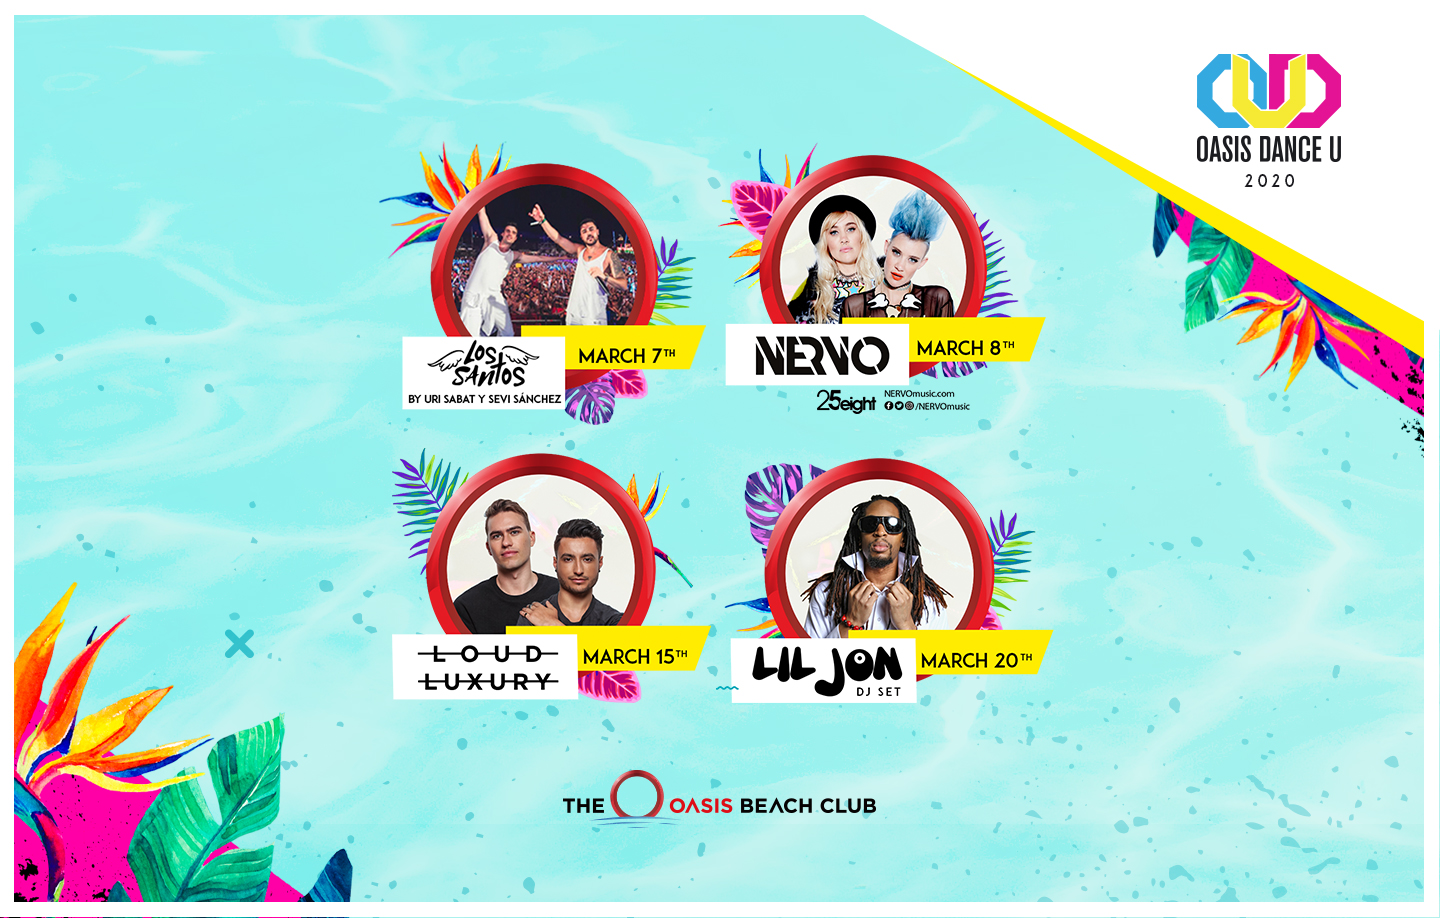 OASIS DANCE U
2020
LOS SANTOS
BY URI SABAT Y SEVI SÁNCHEZ
MARCH 7TH
NERVO
MARCH 8TH
25eight
NERVOmusic.com
/NERVOmusic
LOUD
LUXURY
MARCH 15TH
LIL JON
DJ SET
MARCH 20TH
THE OASIS BEACH CLUB